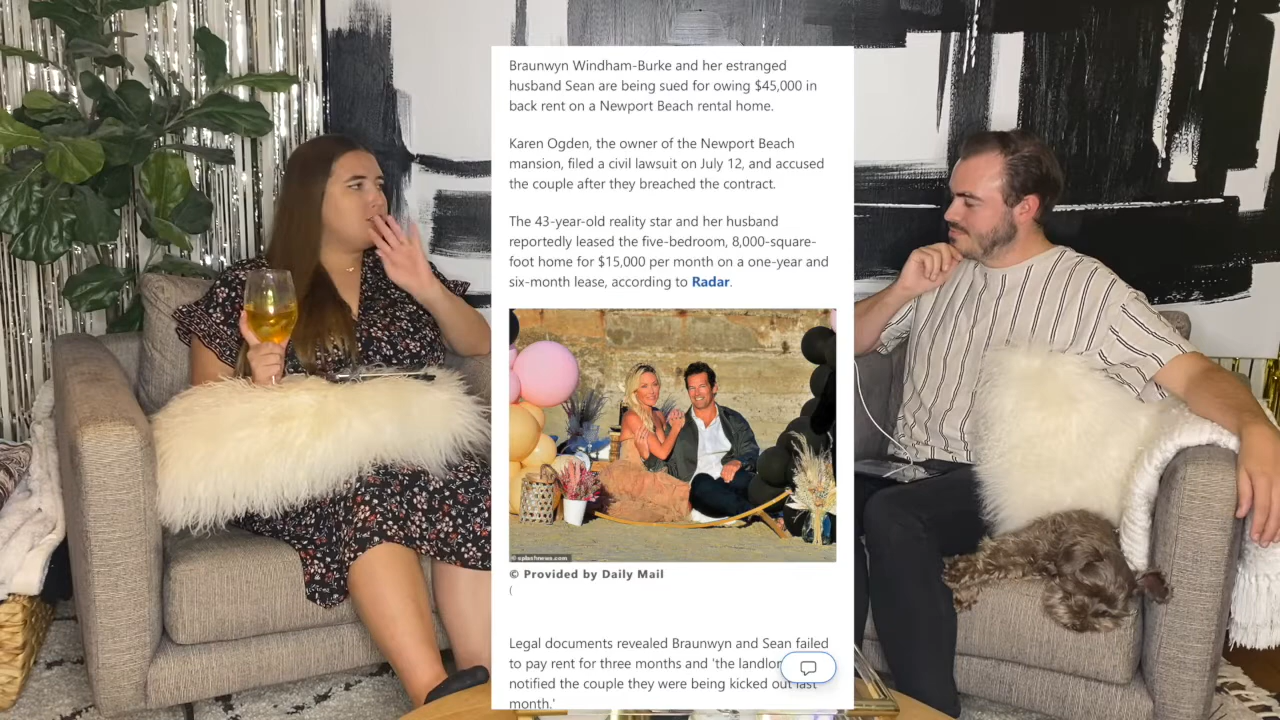 Braunwyn Windham-Burke and her estranged
husband Sean are being sued for owing $45,000 in
back rent on a Newport Beach rental home.
Karen Ogden, the owner of the Newport Beach
mansion, filed a civil lawsuit on July 12, and accused
the couple after they breached the contract.
The 43-year-old reality star and her husband
reportedly leased the five-bedroom, 8,000-square-
foot home for $15,000 per month on a one-year and
six-month lease, according to Radar.
© splashnews.com
© Provided by Daily Mail
(
Legal documents revealed Braunwyn and Sean failed
to pay rent for three months and 'the
notified the couple they were being kicked out last
month.'